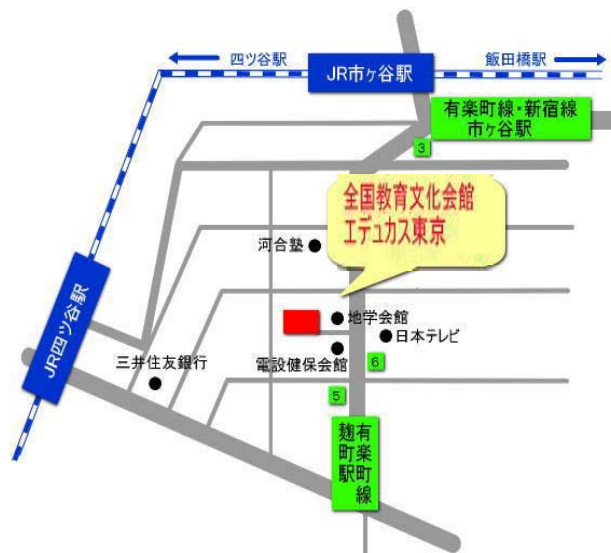 四ツ谷駅
JR市ヶ谷駅
飯田橋駅
有楽町線・新宿線
市ヶ谷駅
3
全国教育文化会館
エデュカス東京
河合塾
JR四ツ谷駅
地学会館
日本テレビ
三井住友銀行
電設健保会館
6
5
有楽町線
麹町駅